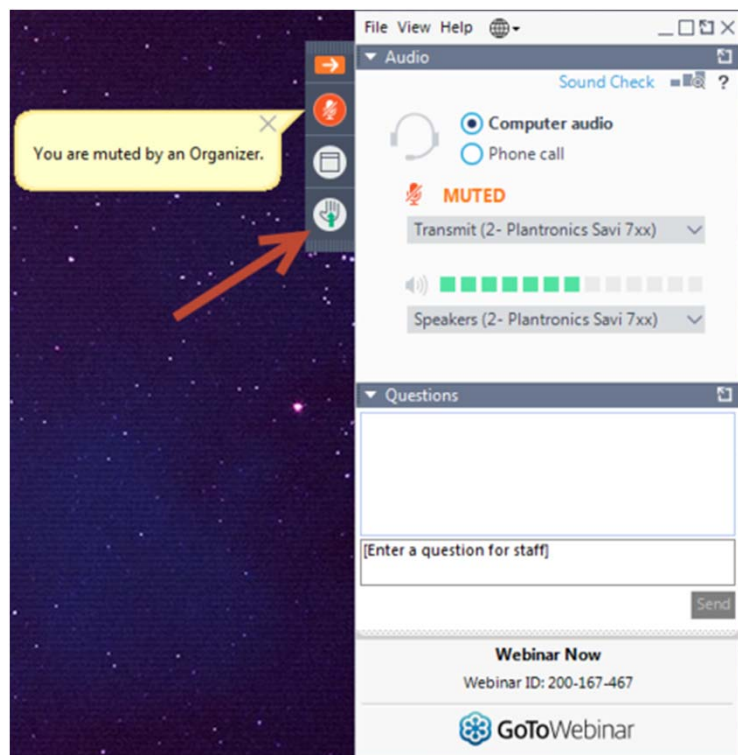 File View Help
Audio
Sound Check ?
You are muted by an Organizer.
Computer audio
Phone call
MUTED
Transmit (2- Plantronics Savi 7xx)
Speakers (2- Plantronics Savi 7xx)
Questions
[Enter a question for staff]
Send
Webinar Now
Webinar ID: 200-167-467
GoToWebinar